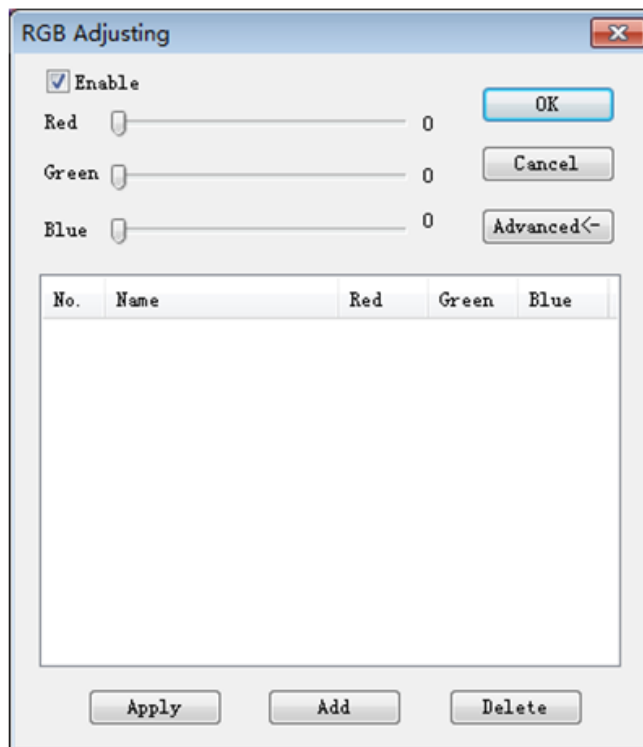 RGB Adjusting
Enable
Red 0
OK
Green 0
Cancel
Blue 0
Advanced<-
No. Name Red Green Blue
Apply Add Delete